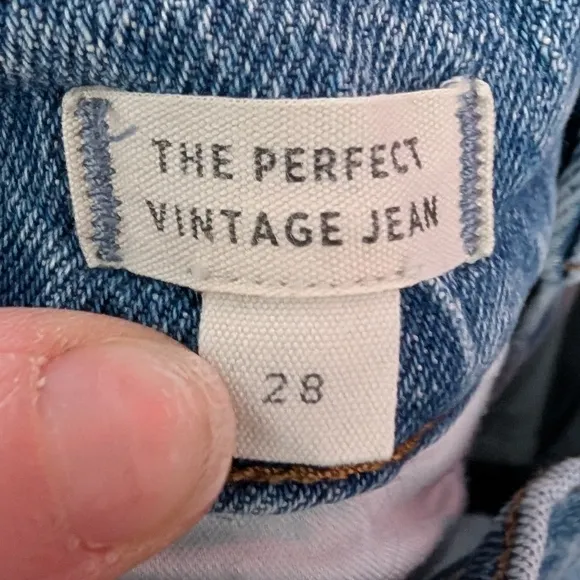 THE PERFECT
VINTAGE JEAN
28